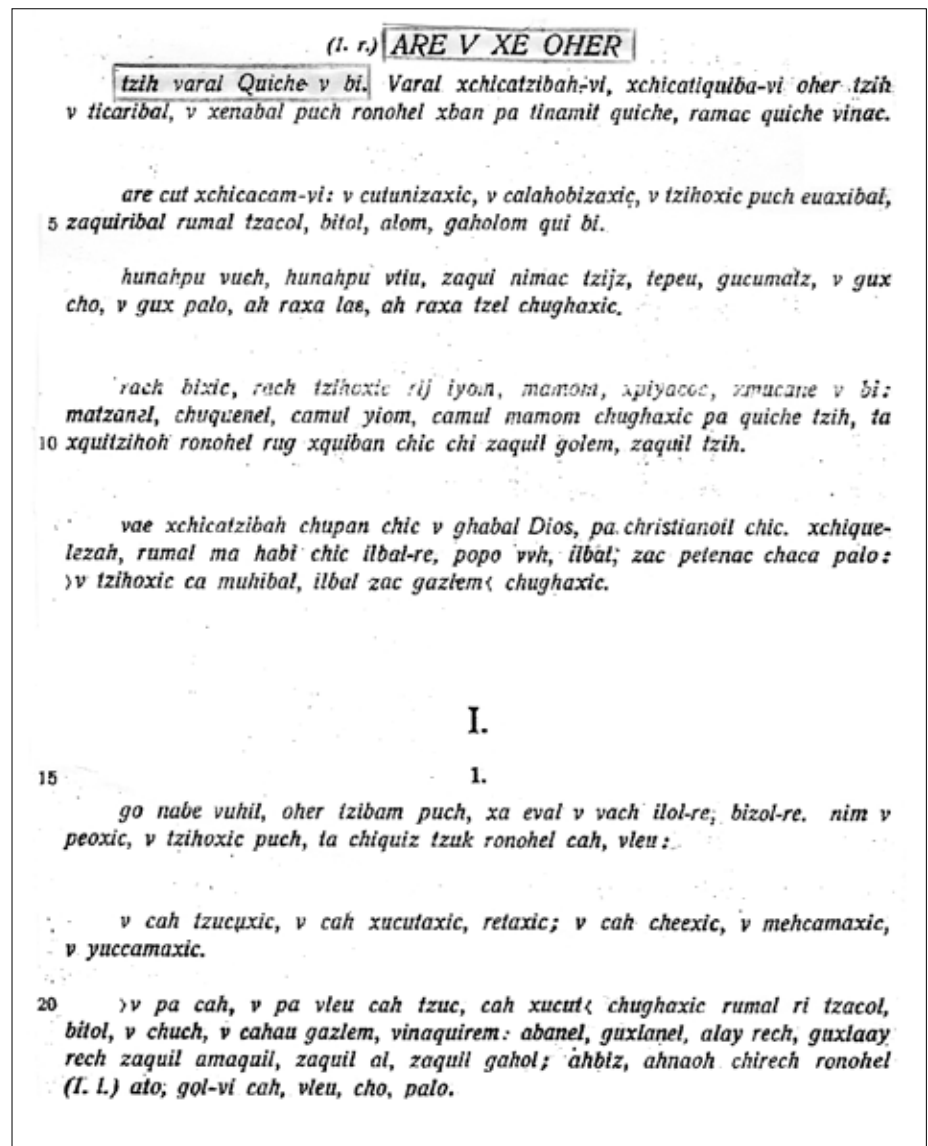 (I. r.) ARE V XE OHER
tzih varal Quiche v bi. Varal xchicatzibah-vi, xchicatiquiba-vi oher tzih
v ticaribal, v xenabal puch ronohel xban pa tinamit quiche, ramac quiche vinac.
are cut xchicacam-vi: v cutunizaxic, v calahobizaxic, v tzihoxic puch euaxibal,
5 zaquiribal rumal tzacol, bitol, alom, gaholom qui bi.
hunahpu vuch, hunahpu vtiu, zaqui nimac tzijz, tepeu, gucumatz, v gux
cho, v gux palo, ah raxa lae, ah raxa tzel chughaxic.
rach bixic, rach tzihoxic rij iyom, mamom, xpiyacoc, xmucane v bi:
matzanel, chuquenel, camul yiom, camul mamom chughaxic pa quiche tzih, ta
10 xquitzihoh ronohel rug xquiban chic chi zaquil golem, zaquil tzih.
vae xchicatzibah chupan chic v ghabal Dios, pa christianoil chic. xchique-
lezah, rumal ma habi chic ilbal-re, popo vvh, ilbal, zac petenac chaca palo:
›v tzihoxic ca muhibal, ilbal zac gazlem‹ chughaxic.
I.
15 1.
go nabe vuhil, oher tzibam puch, xa eval v vach ilol-re, bizol-re. nim v
peoxic, v tzihoxic puch, ta chiquiz tzuk ronohel cah, vleu:
v cah tzucuxic, v cah xucutaxic, retaxic; v cah cheexic, v mehcamaxic,
v yuccamaxic.
20 ›v pa cah, v pa vleu cah tzuc, cah xucut‹ chughaxic rumal ri tzacol,
bitol, v chuch, v cahau gazlem, vinaquirem: abanel, guxlanel, alay rech, guxlaay
rech zaquil amaquil, zaquil al, zaquil gahol; ahbiz, ahnaoh chirech ronohel
(I. l.) ato; gol-vi cah, vleu, cho, palo.